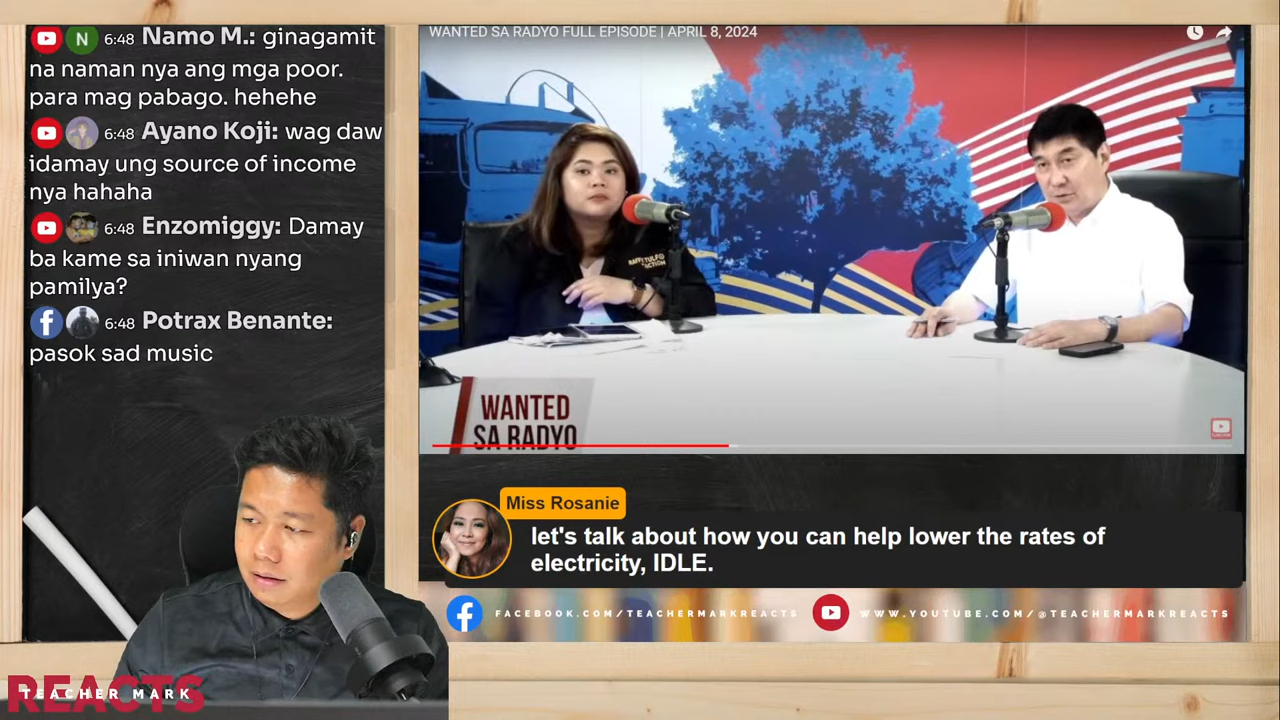 N 6:48 Namo M.: ginagamit
na naman nya ang mga poor.
para mag pabago. hehehe
6:48 Ayano Koji: wag daw
idamay ung source of income
nya hahaha
6:48 Enzomiggy: Damay
ba kame sa iniwan nyang
pamilya?
6:48 Potrax Benante:
pasok sad music
WANTED SA RADYO FULL EPISODE | APRIL 8, 2024
RAFFY TULFO
ACTION
WANTED
SA RADYO
Miss Rosanie
let's talk about how you can help lower the rates of
electricity, IDLE.
FACEBOOK.COM/TEACHERMARKREACTS
WWW.YOUTUBE.COM/@TEACHERMARKREACTS
REACTS
TEACHER MARK